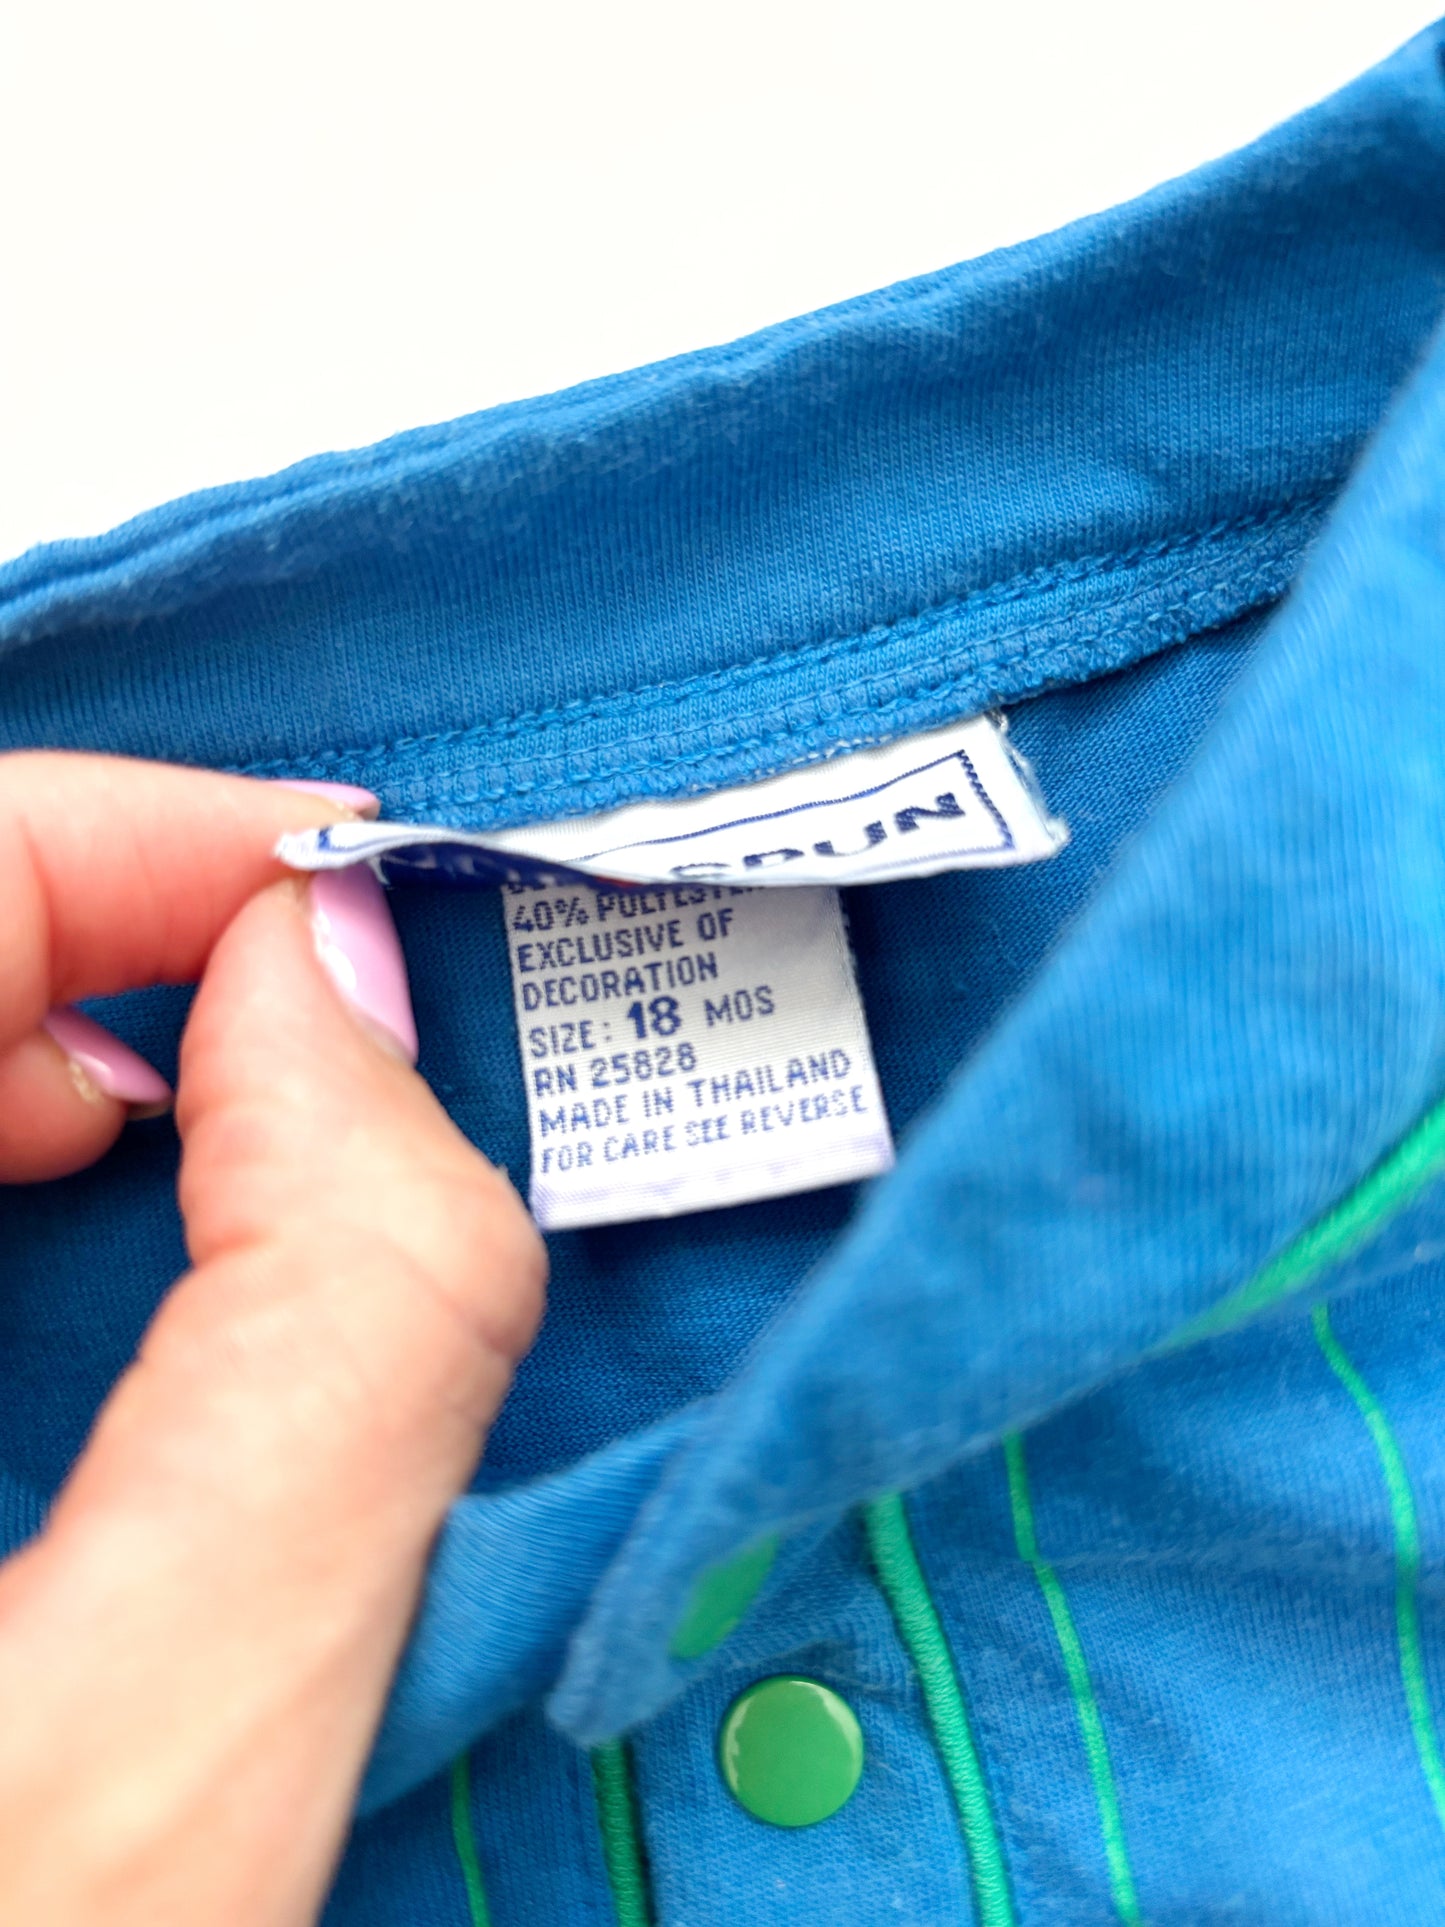 SPUN
40% POLYESTER
EXCLUSIVE OF
DECORATION
SIZE: 18 MOS
RN 25828
MADE IN THAILAND
FOR CARE SEE REVERSE